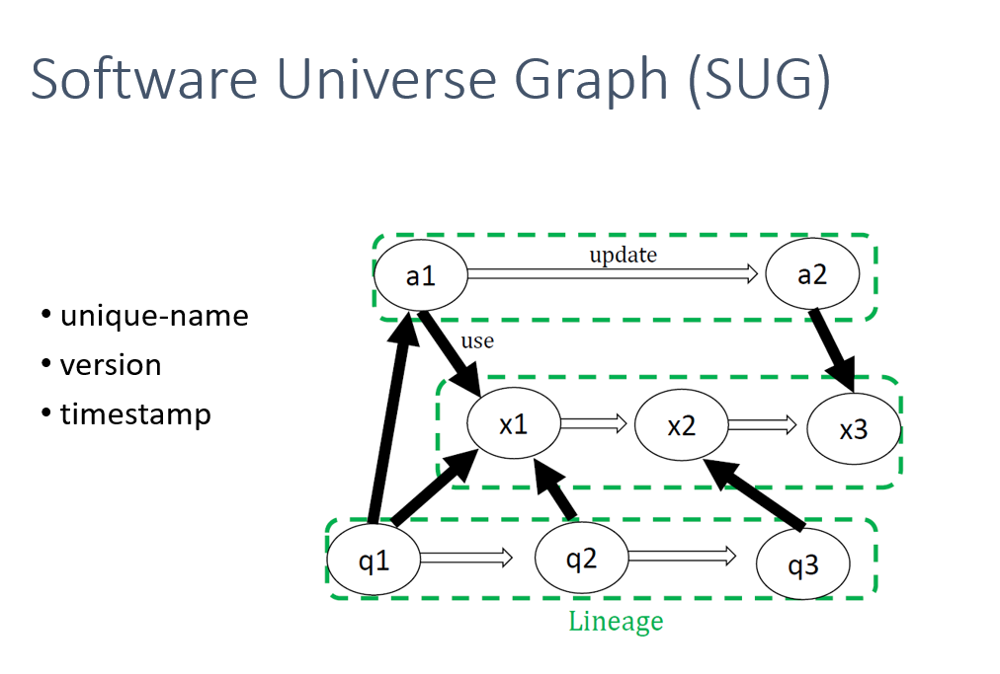 Software Universe Graph (SUG)
• unique-name
• version
• timestamp
update
a1
a2
use
x1
x2
x3
q1
q2
q3
Lineage